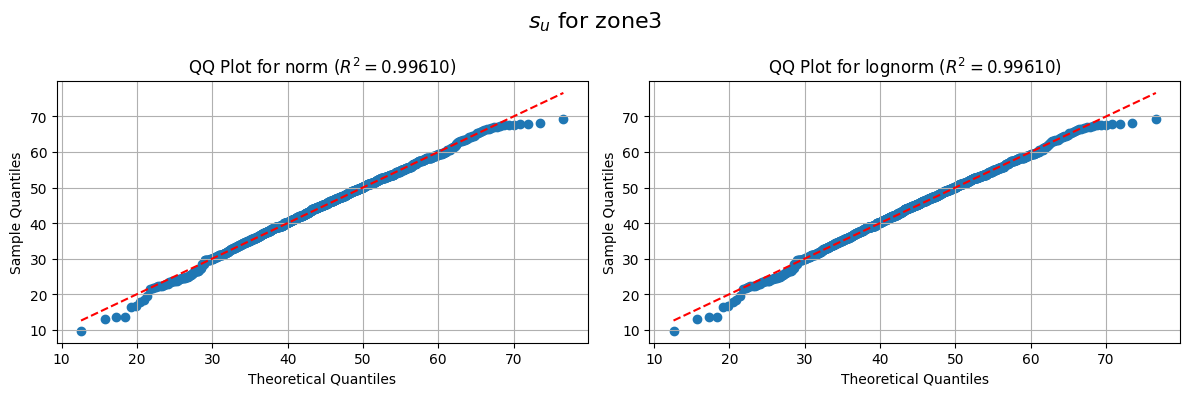 s_u for zone3
QQ Plot for norm (R² = 0.99610)
70
60
50
40
30
20
10
Sample Quantiles
10 20 30 40 50 60 70
Theoretical Quantiles
QQ Plot for lognorm (R² = 0.99610)
70
60
50
40
30
20
10
Sample Quantiles
10 20 30 40 50 60 70
Theoretical Quantiles